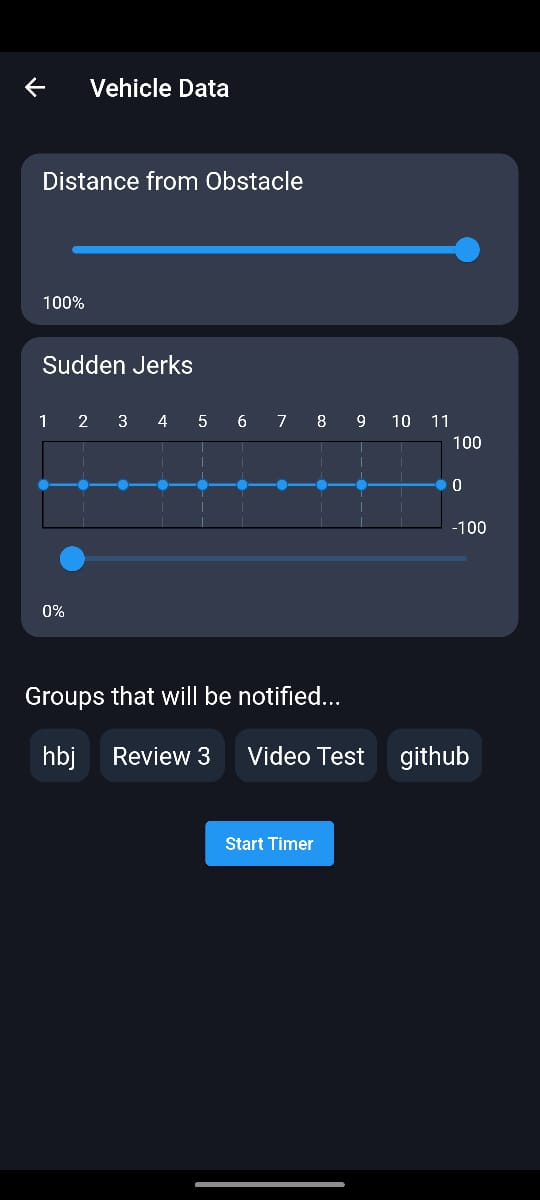 Vehicle Data
Distance from Obstacle
100%
Sudden Jerks
1 2 3 4 5 6 7 8 9 10 11
100
0
-100
0%
Groups that will be notified...
hbj Review 3 Video Test github
Start Timer